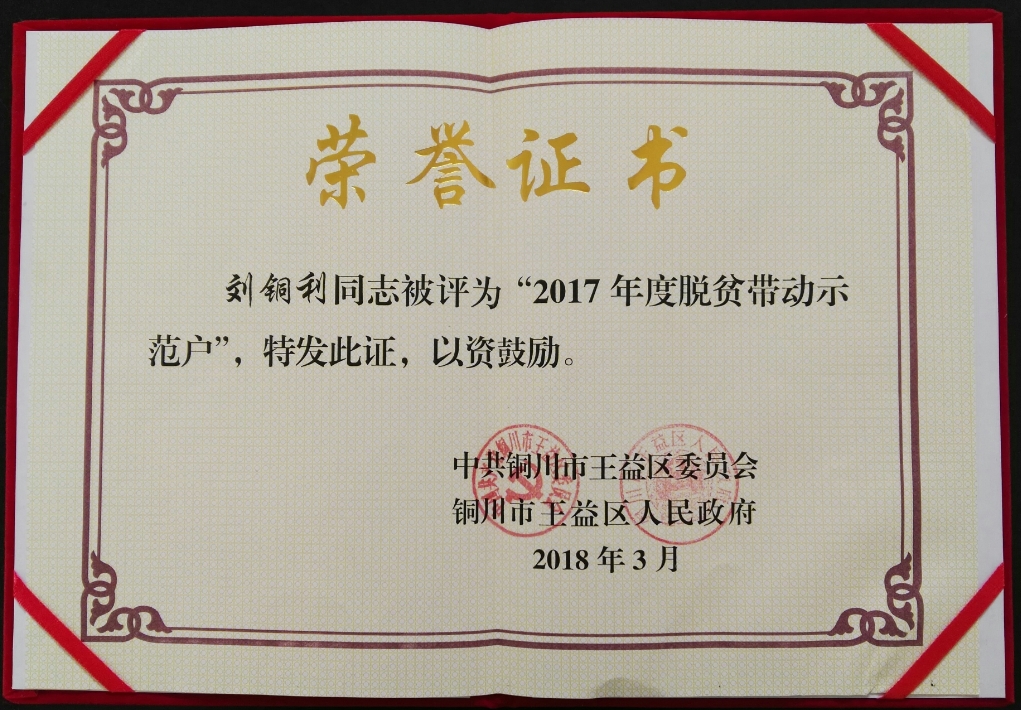 荣誉证书
刘铜利同志被评为“2017年度脱贫带动示
范户”，特发此证，以资鼓励。
中共铜川市王益区委员会
铜川市王益区人民政府
2018年3月